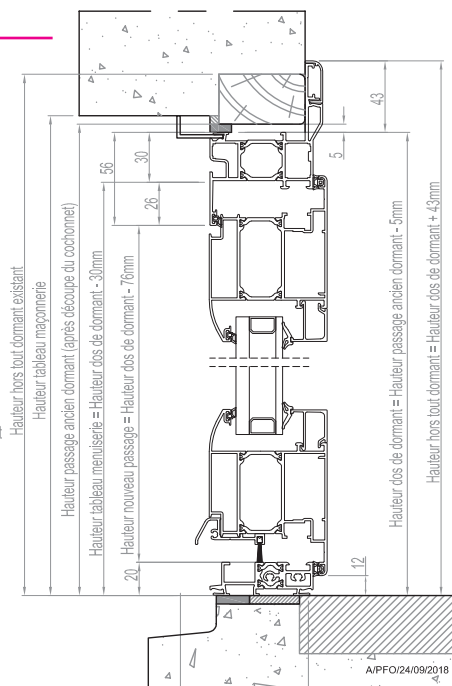 Hauteur hors tout dormant existant
Hauteur tableau maçonnerie
Hauteur passage ancien dormant (après découpe du cochonnet)
Hauteur tableau menuiserie = Hauteur dos de dormant - 30mm
Hauteur nouveau passage = Hauteur dos de dormant - 76mm
56
30
26
20
43
5
12
Hauteur dos de dormant = Hauteur passage ancien dormant - 5mm
Hauteur hors tout dormant = Hauteur dos de dormant + 43mm
A/PFO/24/09/2018